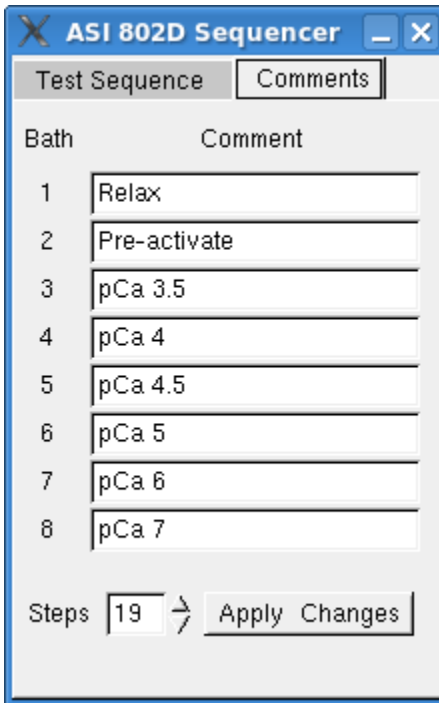 ASI 802D Sequencer
Test Sequence Comments
Bath Comment
1 Relax
2 Pre-activate
3 pCa 3.5
4 pCa 4
5 pCa 4.5
6 pCa 5
7 pCa 6
8 pCa 7
Steps 19 Apply Changes